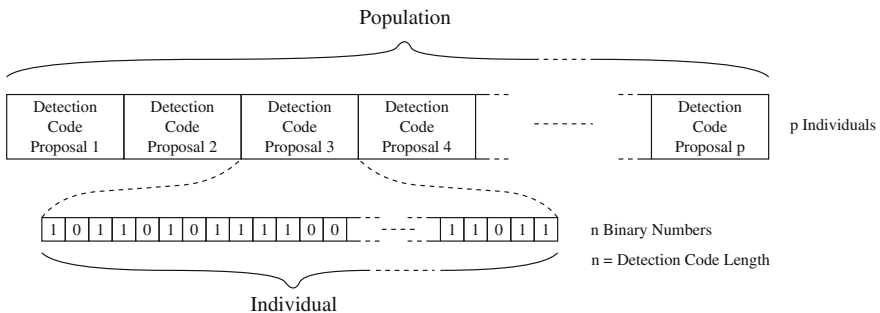 Population
Detection Code Proposal 1
Detection Code Proposal 2
Detection Code Proposal 3
Detection Code Proposal 4
Detection Code Proposal p
p Individuals
1 0 1 1 0 1 0 1 1 1 1 0 0
1 1 0 1 1
n Binary Numbers
n = Detection Code Length
Individual